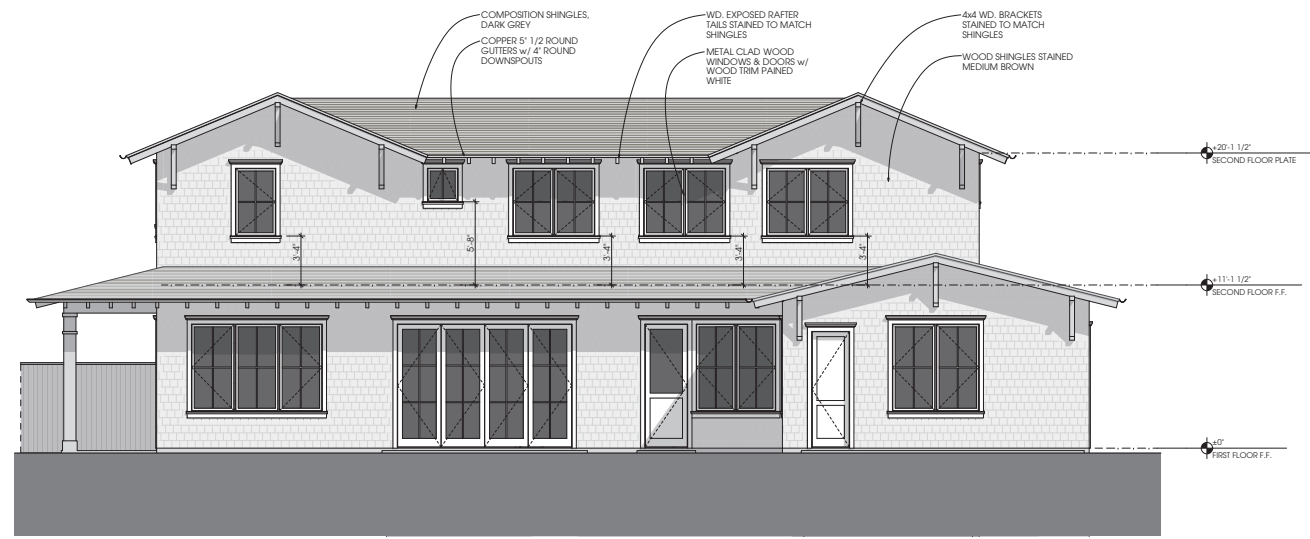 COMPOSITION SHINGLES,
DARK GREY
COPPER 5" 1/2 ROUND
GUTTERS w/ 4" ROUND
DOWNSPOUTS
WD. EXPOSED RAFTER
TAILS STAINED TO MATCH
SHINGLES
METAL CLAD WOOD
WINDOWS & DOORS w/
WOOD TRIM PAINED
WHITE
4x4 WD. BRACKETS
STAINED TO MATCH
SHINGLES
WOOD SHINGLES STAINED
MEDIUM BROWN
+20'-1 1/2"
SECOND FLOOR PLATE
3'-4"
5'-8"
3'-4"
3'-4"
3'-4"
+11'-1 1/2"
SECOND FLOOR F.F.
±0"
FIRST FLOOR F.F.